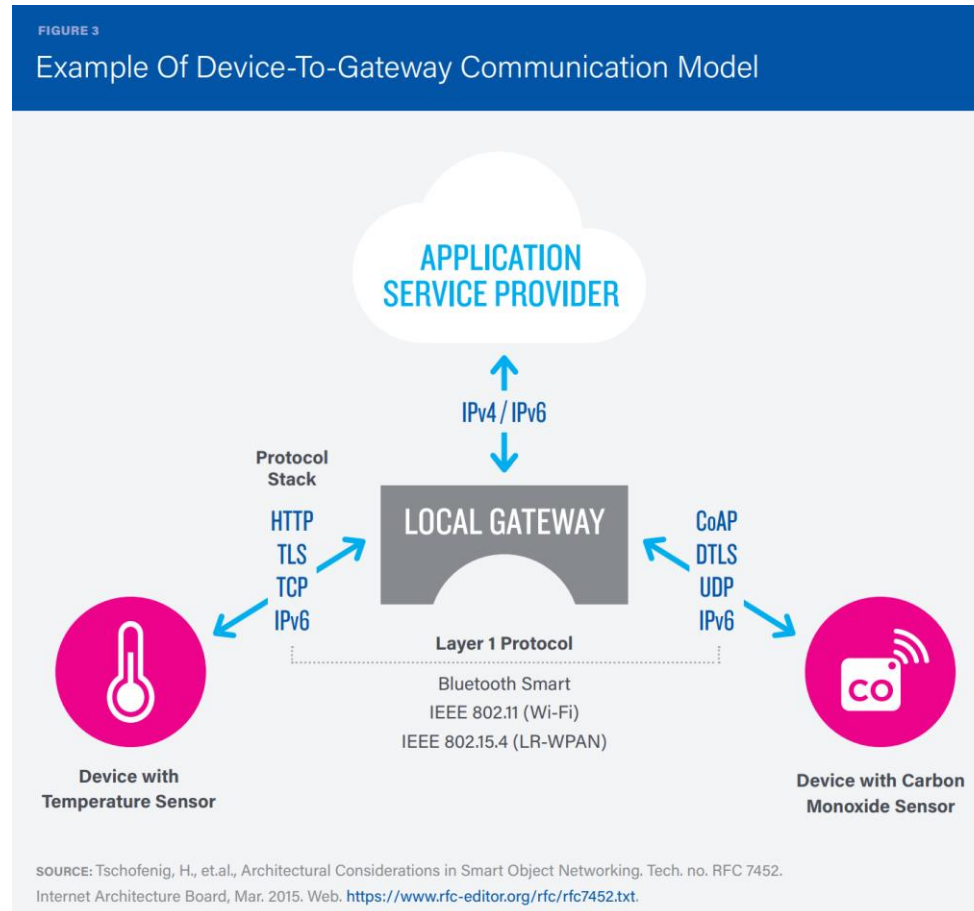 FIGURE 3
Example Of Device-To-Gateway Communication Model
APPLICATION
SERVICE PROVIDER
IPv4 / IPv6
Protocol
Stack
HTTP
TLS
TCP
IPv6
LOCAL GATEWAY
CoAP
DTLS
UDP
IPv6
Layer 1 Protocol
Bluetooth Smart
IEEE 802.11 (Wi-Fi)
IEEE 802.15.4 (LR-WPAN)
CO
Device with
Temperature Sensor
Device with Carbon
Monoxide Sensor
SOURCE: Tschofenig, H., et.al., Architectural Considerations in Smart Object Networking. Tech. no. RFC 7452.
Internet Architecture Board, Mar. 2015. Web. https://www.rfc-editor.org/rfc/rfc7452.txt.